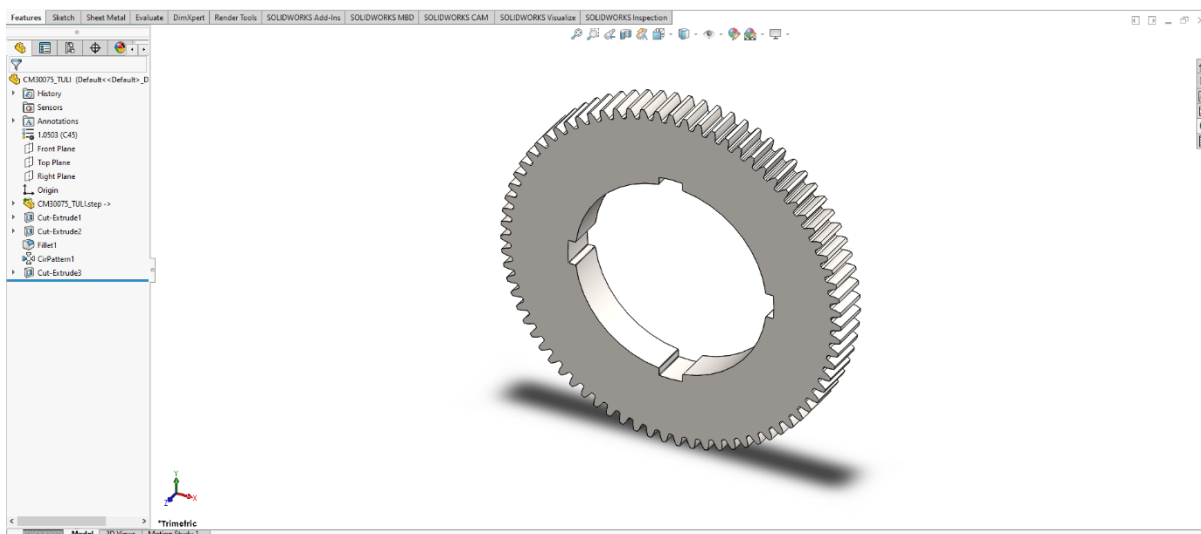 Features Sketch Sheet Metal Evaluate DimXpert Render Tools SOLIDWORKS Add-Ins SOLIDWORKS MBD SOLIDWORKS CAM SOLIDWORKS Visualize SOLIDWORKS Inspection
CM30075_TULI (Default<<Default>_D
History
Sensors
Annotations
1.0503 (C45)
Front Plane
Top Plane
Right Plane
Origin
CM30075_TULI.step ->
Cut-Extrude1
Cut-Extrude2
Fillet1
CirPattern1
Cut-Extrude3
Y
X
Z
*Trimetric
Model 3D Views Motion Study 1